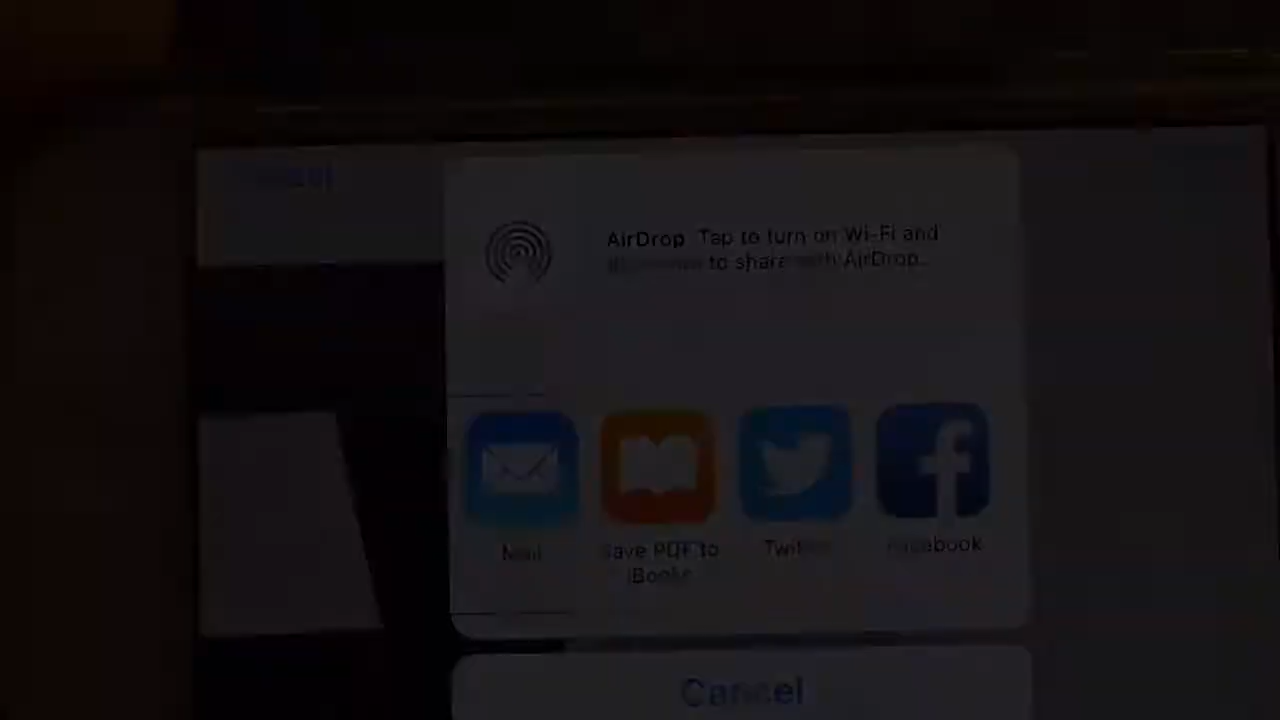 AirDrop. Tap to turn on Wi-Fi and
to share with AirDrop.
Mail
Save PDF to
iBooks
Twitter
Facebook
Cancel